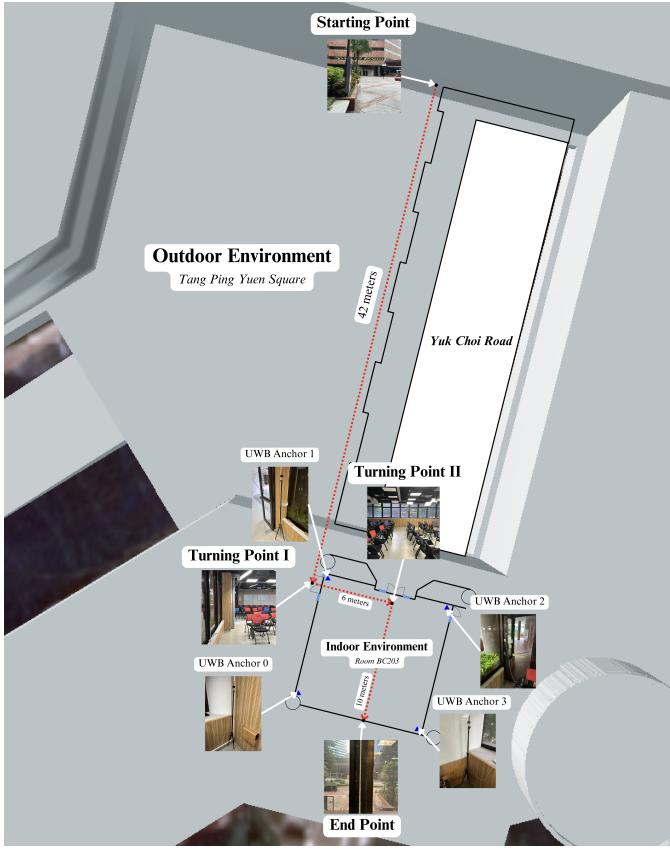 Starting Point
Outdoor Environment
Tang Ping Yuen Square
42 meters
Yuk Choi Road
UWB Anchor 1
Turning Point II
Turning Point I
6 meters
UWB Anchor 2
Indoor Environment
Room BC203
UWB Anchor 0
10 meters
UWB Anchor 3
End Point